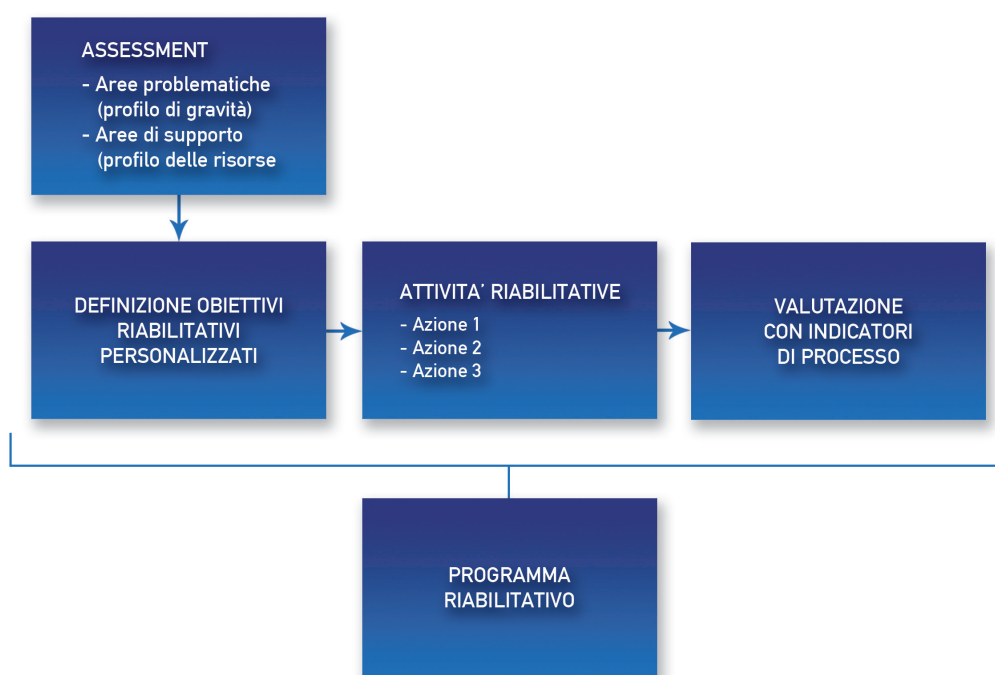 ASSESSMENT
- Aree problematiche
(profilo di gravità)
- Aree di supporto
(profilo delle risorse
DEFINIZIONE OBIETTIVI
RIABILITATIVI
PERSONALIZZATI
ATTIVITA’ RIABILITATIVE
- Azione 1
- Azione 2
- Azione 3
VALUTAZIONE
CON INDICATORI
DI PROCESSO
PROGRAMMA
RIABILITATIVO